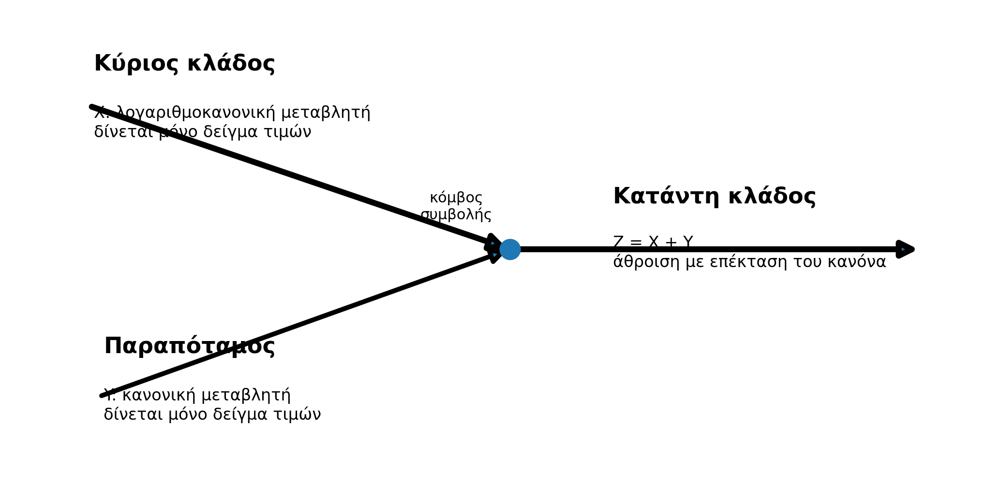 Κύριος κλάδος
X: λογαριθμοκανονική μεταβλητή
δίνεται μόνο δείγμα τιμών
κόμβος
συμβολής
Κατάντη κλάδος
Z = X + Y
άθροιση με επέκταση του κανόνα
Παραπόταμος
Y: κανονική μεταβλητή
δίνεται μόνο δείγμα τιμών